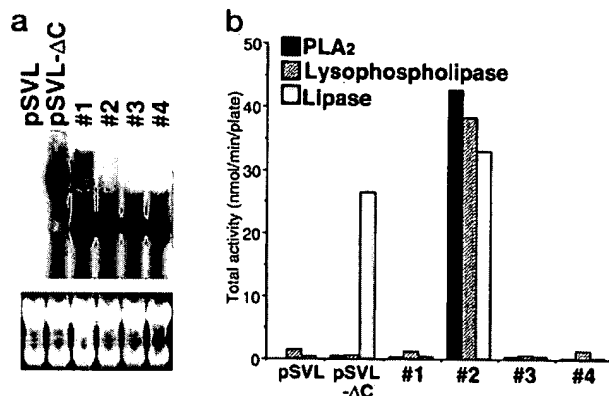 a
pSVL
pSVL-ΔC
#1
#2
#3
#4
b
PLA2
Lysophospholipase
Lipase
Total activity (nmol/min/plate)
50
40
30
20
10
0
pSVL
pSVL
-ΔC
#1
#2
#3
#4